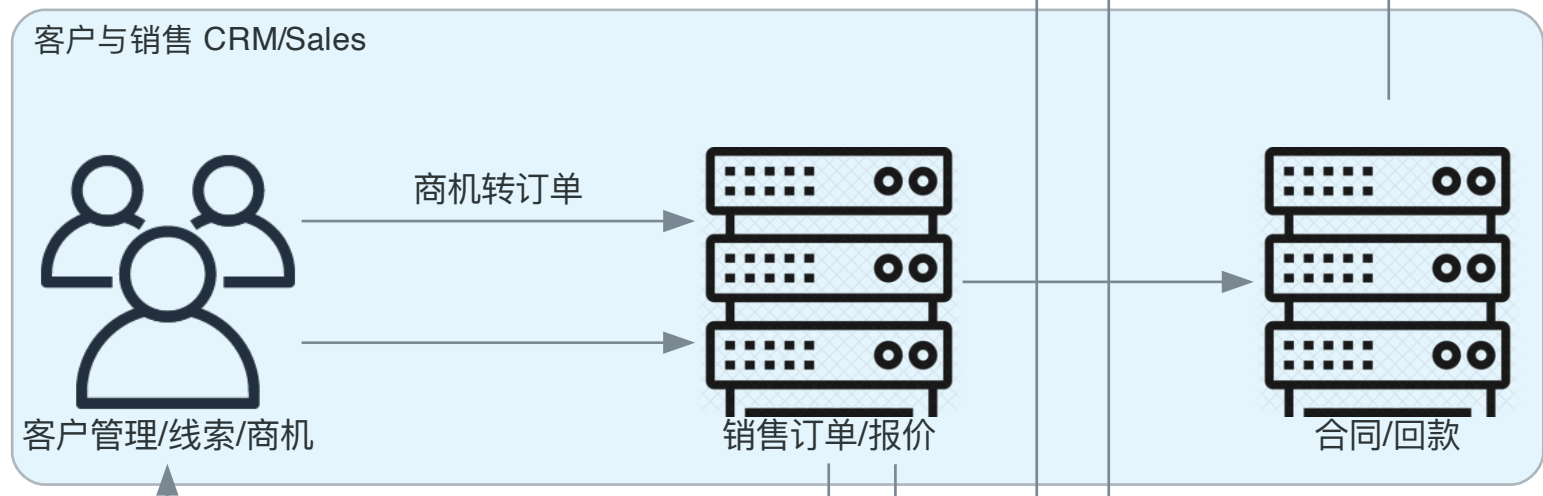 客户与销售 CRM/Sales
商机转订单
客户管理/线索/商机
销售订单/报价
合同/回款